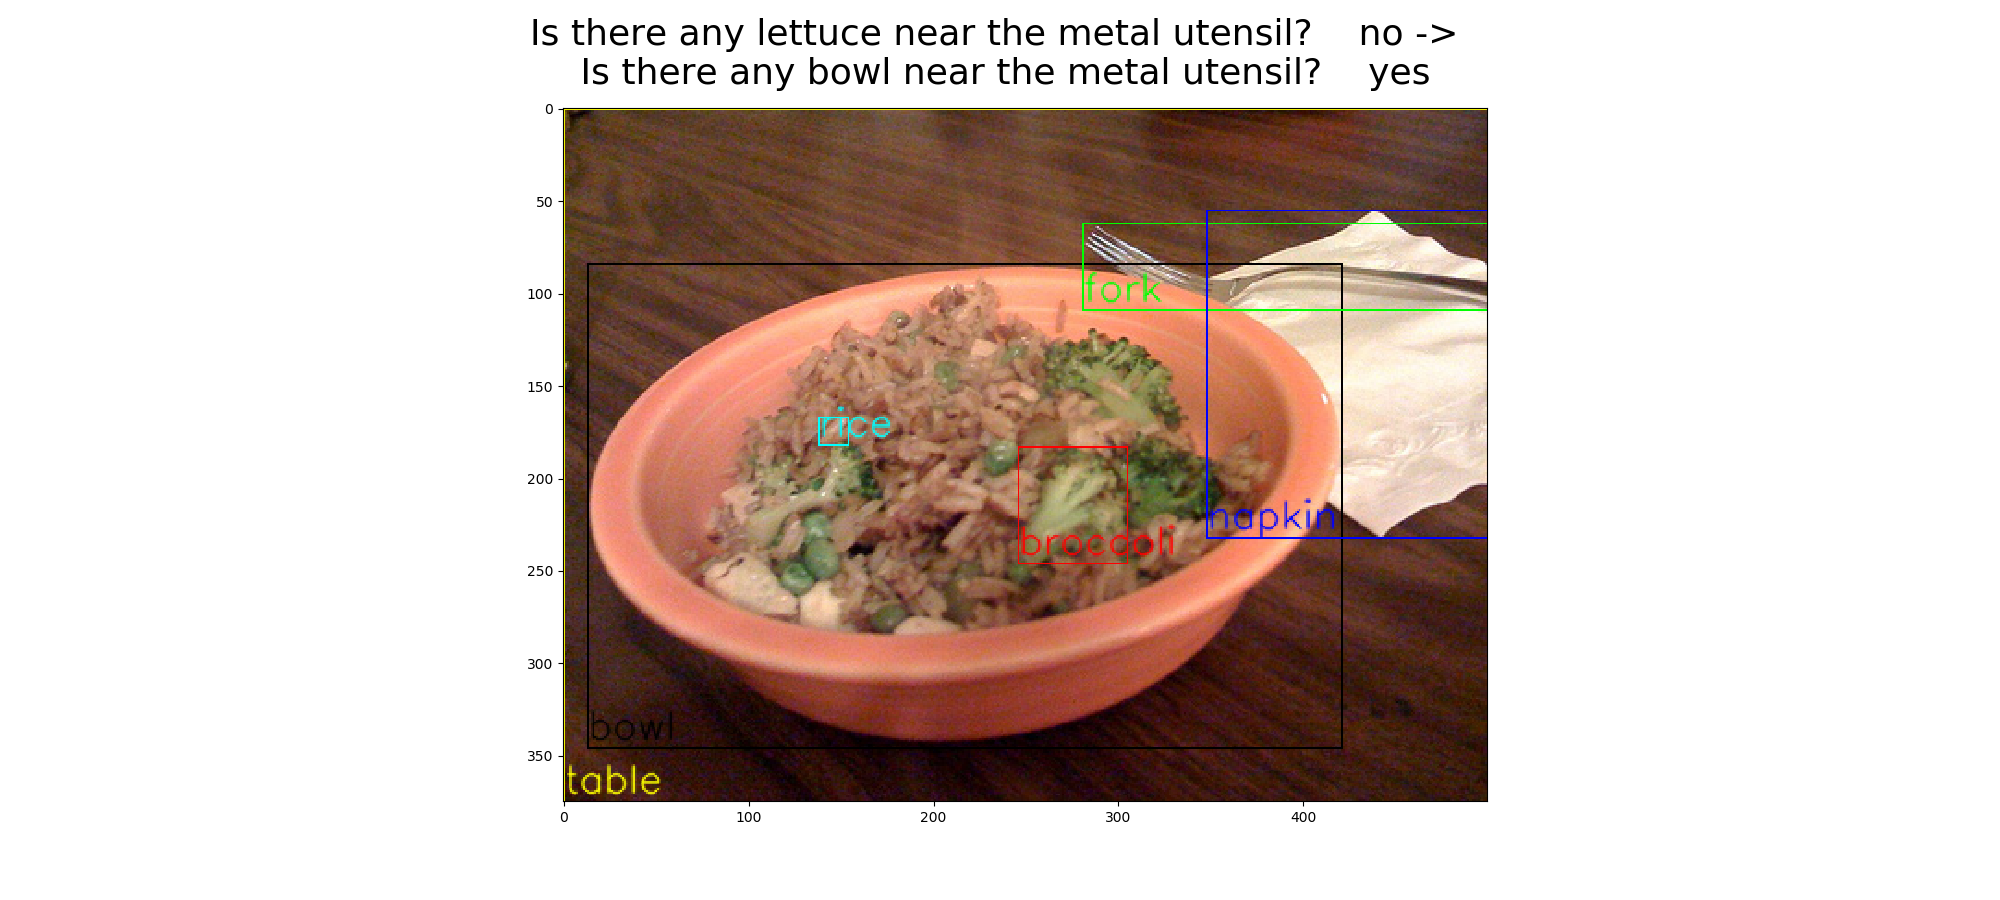 Is there any lettuce near the metal utensil?    no ->
Is there any bowl near the metal utensil?    yes
0
50
100
150
200
250
300
350
fork
rice
broccoli
napkin
bowl
table
0
100
200
300
400